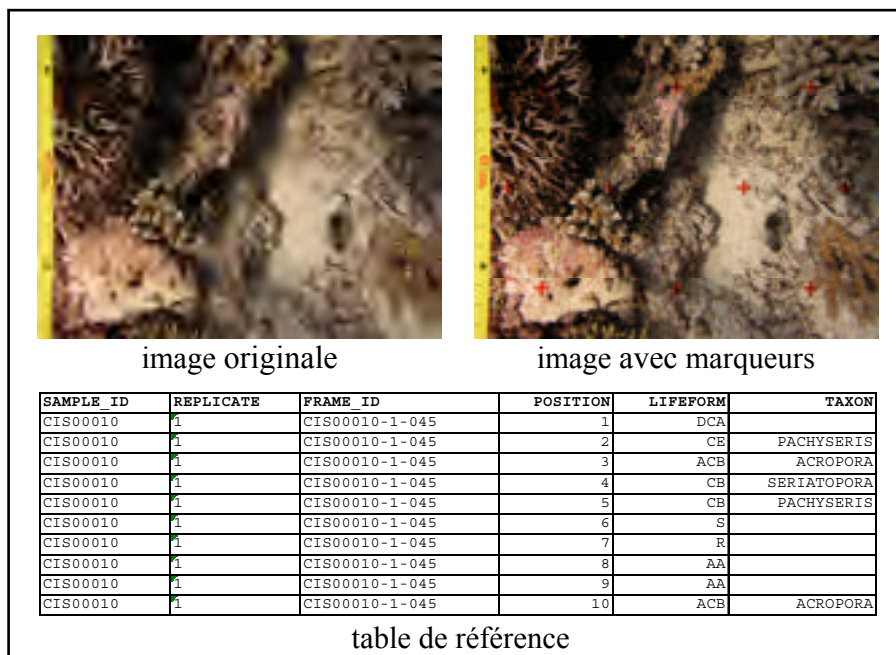 image originale
image avec marqueurs
SAMPLE_ID REPLICATE FRAME_ID POSITION LIFEFORM TAXON
CIS00010 1 CIS00010-1-045 1 DCA
CIS00010 1 CIS00010-1-045 2 CE PACHYSERIS
CIS00010 1 CIS00010-1-045 3 ACB ACROPORA
CIS00010 1 CIS00010-1-045 4 CB SERIATOPORA
CIS00010 1 CIS00010-1-045 5 CB PACHYSERIS
CIS00010 1 CIS00010-1-045 6 S
CIS00010 1 CIS00010-1-045 7 R
CIS00010 1 CIS00010-1-045 8 AA
CIS00010 1 CIS00010-1-045 9 AA
CIS00010 1 CIS00010-1-045 10 ACB ACROPORA
table de référence